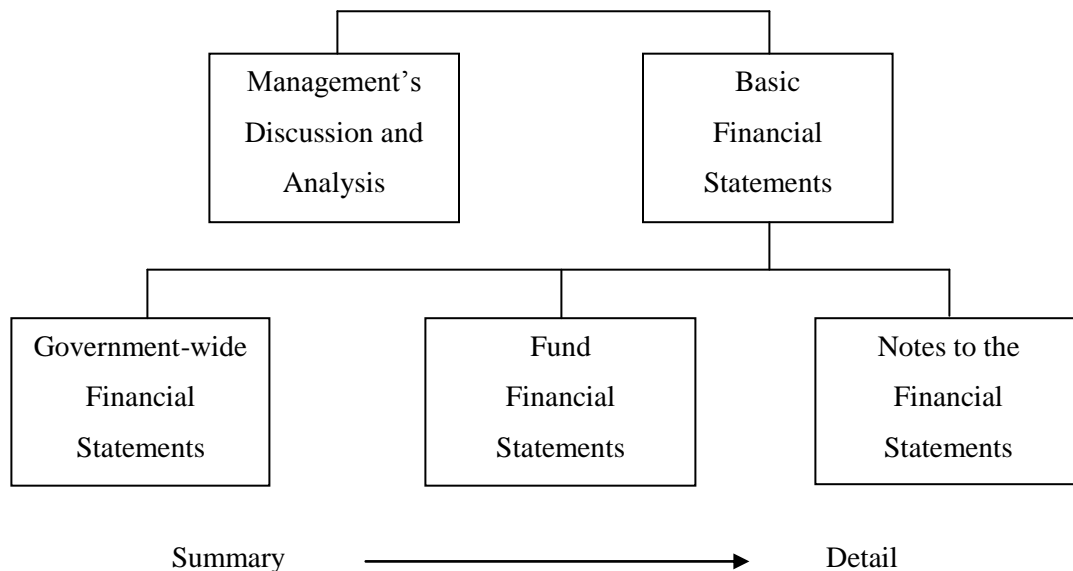 Management’s
Discussion and
Analysis
Basic
Financial
Statements
Government-wide
Financial
Statements
Fund
Financial
Statements
Notes to the
Financial
Statements
Summary
Detail